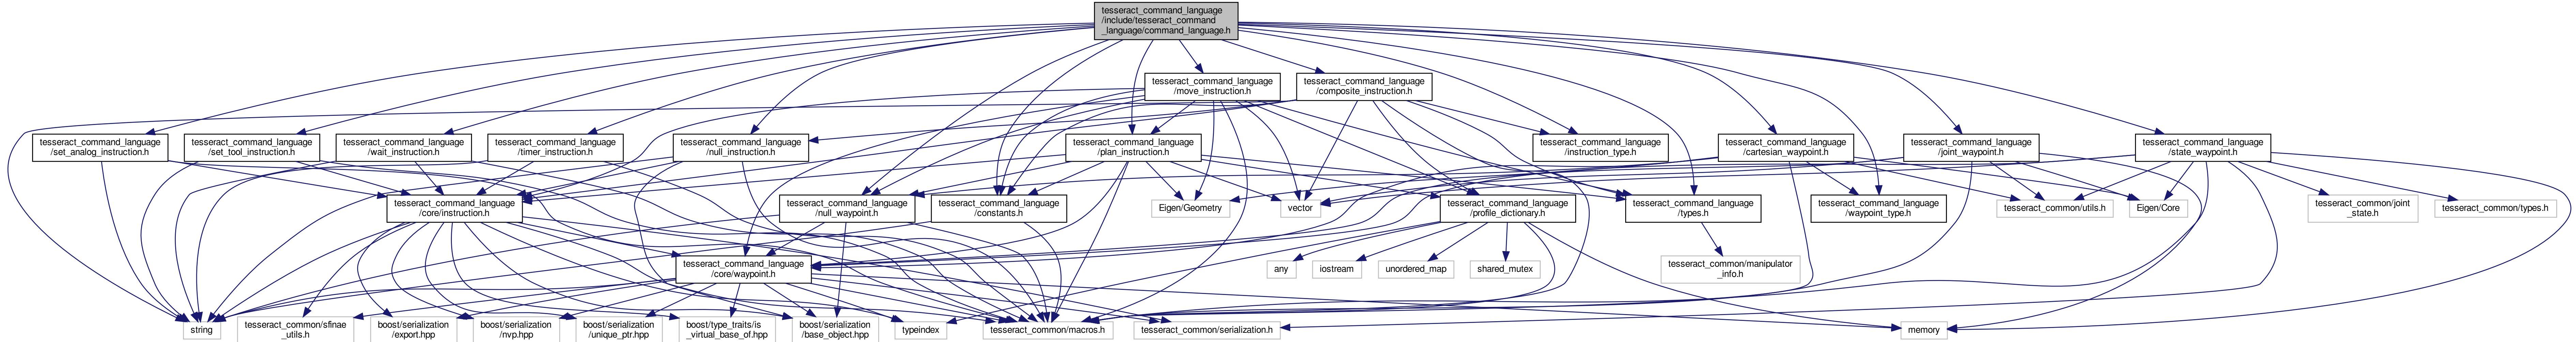 tesseract_command_language
/include/tesseract_command
_language/command_language.h
tesseract_command_language
/move_instruction.h
tesseract_command_language
/composite_instruction.h
tesseract_command_language
/set_analog_instruction.h
tesseract_command_language
/set_tool_instruction.h
tesseract_command_language
/wait_instruction.h
tesseract_command_language
/timer_instruction.h
tesseract_command_language
/null_instruction.h
tesseract_command_language
/plan_instruction.h
tesseract_command_language
/instruction_type.h
tesseract_command_language
/cartesian_waypoint.h
tesseract_command_language
/joint_waypoint.h
tesseract_command_language
/state_waypoint.h
tesseract_command_language
/core/instruction.h
tesseract_command_language
/null_waypoint.h
tesseract_command_language
/constants.h
Eigen/Geometry
vector
tesseract_command_language
/profile_dictionary.h
tesseract_command_language
/types.h
tesseract_command_language
/waypoint_type.h
tesseract_common/utils.h
Eigen/Core
tesseract_common/joint
_state.h
tesseract_common/types.h
tesseract_command_language
/core/waypoint.h
any
iostream
unordered_map
shared_mutex
tesseract_common/manipulator
_info.h
string
tesseract_common/sfinae
_utils.h
boost/serialization
/export.hpp
boost/serialization
/nvp.hpp
boost/serialization
/unique_ptr.hpp
boost/type_traits/is
_virtual_base_of.hpp
boost/serialization
/base_object.hpp
typeindex
tesseract_common/macros.h
tesseract_common/serialization.h
memory